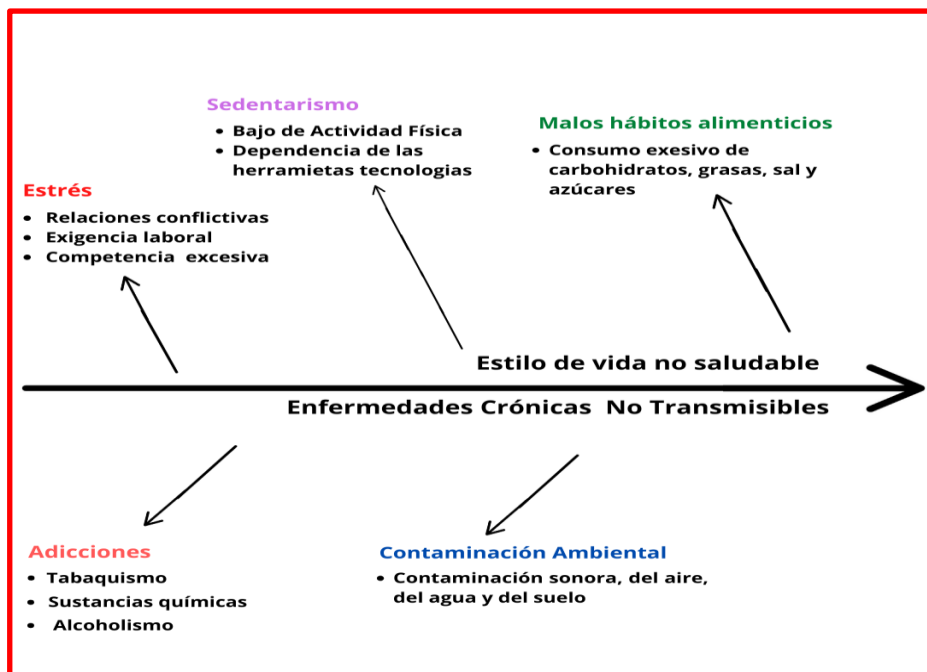 Sedentarismo
• Bajo de Actividad Física
• Dependencia de las
herramietas tecnologias
Malos hábitos alimenticios
• Consumo exesivo de
carbohidratos, grasas, sal y
azúcares
Estrés
• Relaciones conflictivas
• Exigencia laboral
• Competencia excesiva
Estilo de vida no saludable
Enfermedades Crónicas No Transmisibles
Adicciones
• Tabaquismo
• Sustancias químicas
• Alcoholismo
Contaminación Ambiental
• Contaminación sonora, del aire,
del agua y del suelo